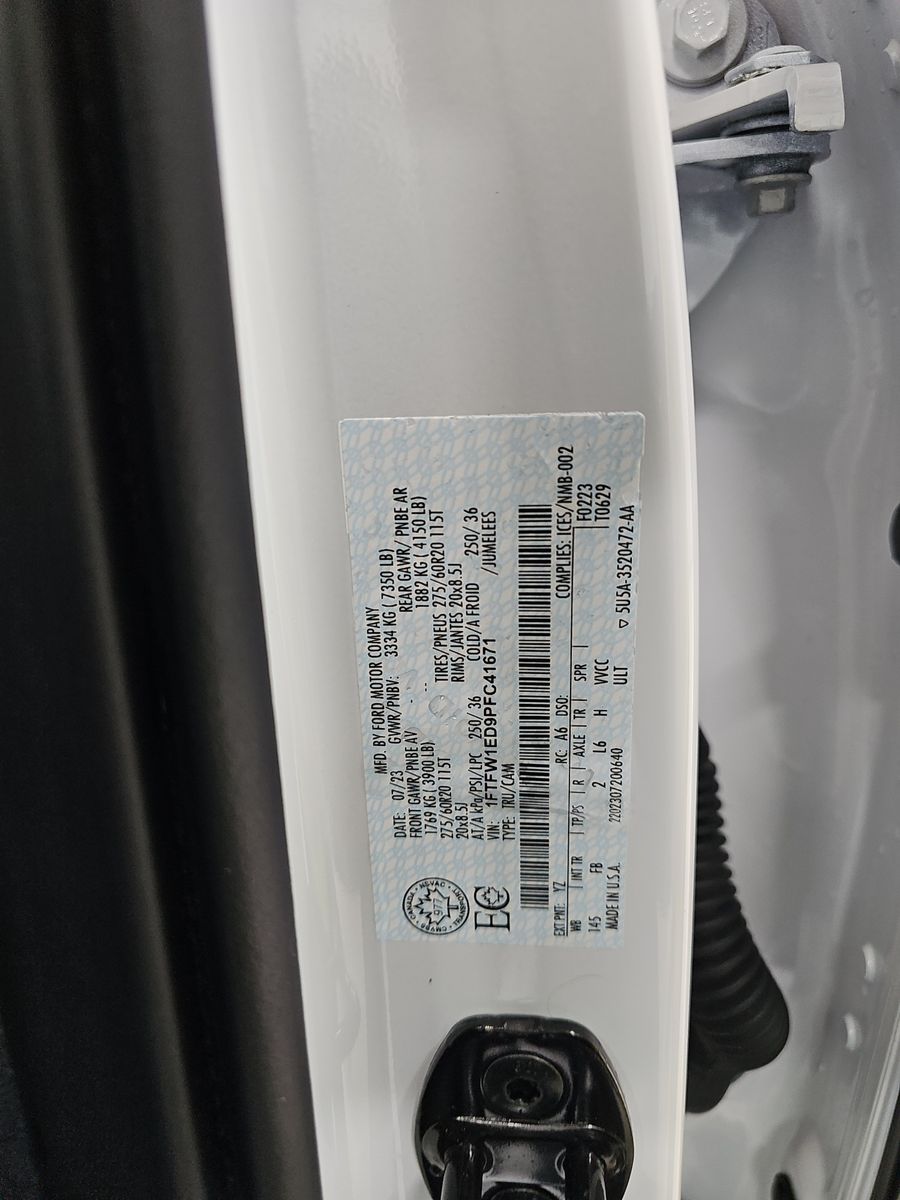 MFD. BY FORD MOTOR COMPANY
DATE: 07/23 GVWR/PNBV: 3334 KG ( 7350 LB)
FRONT GAWR/PNBE AV REAR GAWR/ PNBE AR
1769 KG ( 3900 LB) 1882 KG ( 4150 LB)
275/60R20 115T TIRES/PNEUS 275/60R20 115T
20x8.5J RIMS/JANTES 20x8.5J
AT/A kPa/PSI/LPC 250/ 36 COLD/A FROID 250/ 36
VIN: 1FTFW1ED9PFC41671 /JUMELEES
TYPE: TRU/CAM
EXT PNT: YZ RC: A6 DSO: COMPLIES: ICES/NMB-002
WB INT TR TP/PS R AXLE TR SPR F0223
145 FB 2 L6 H VVCC T0629
MADE IN U.S.A. 2202307200640 ULT 5U5A-3520472-AA
977
EC